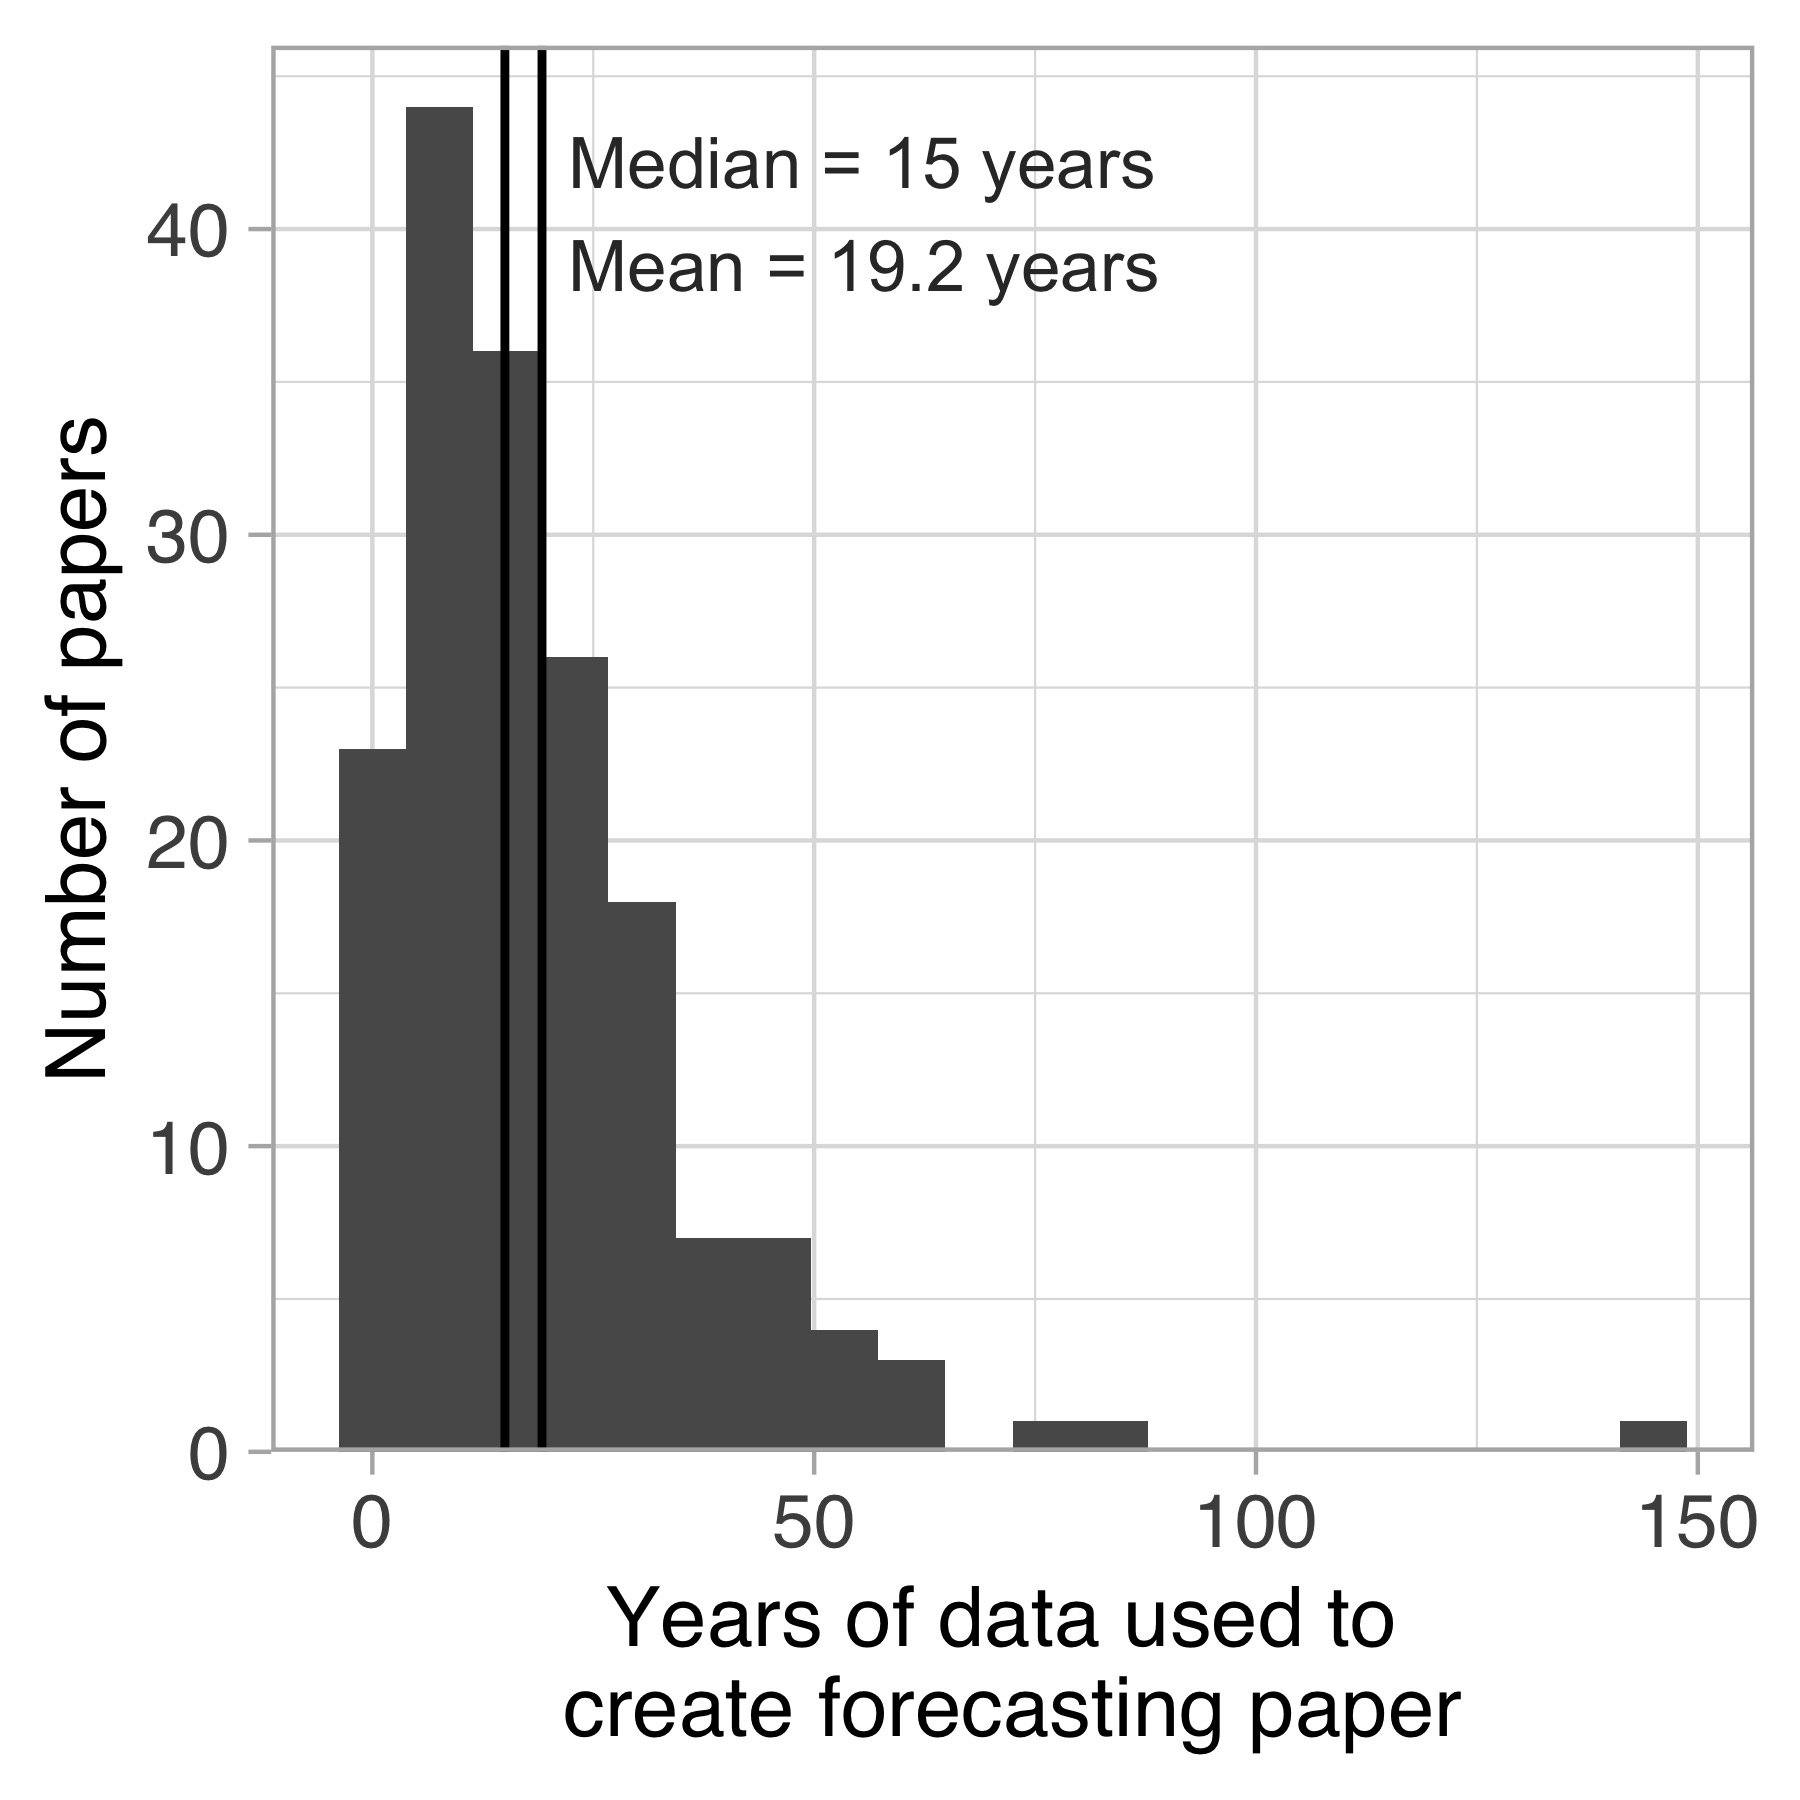 Median = 15 years
Mean = 19.2 years
40
30
20
10
0
Number of papers
0 50 100 150
Years of data used to
create forecasting paper